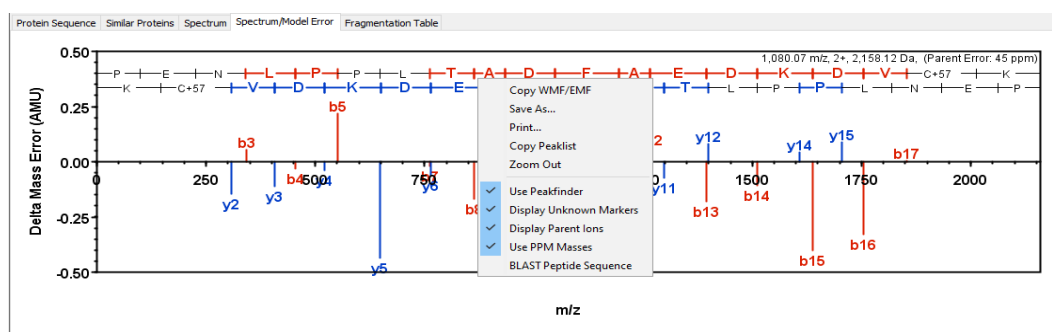 Protein Sequence Similar Proteins Spectrum Spectrum/Model Error Fragmentation Table
1,080.07 m/z, 2+, 2,158.12 Da, (Parent Error: 45 ppm)
P E N L P P L T A D F A E D K D V C+57 K
K C+57 V D K D E T L P P L N E P
Delta Mass Error (AMU)
0.50
0.25
0.00
-0.25
-0.50
b3
b5
y12
y15
y14
b17
0 250 500 750 1500 1750 2000
y2
y3
b4
y4
y5
y6
b8
y11
b13
b14
b15
b16
Copy WMF/EMF
Save As...
Print...
Copy Peaklist
Zoom Out
Use Peakfinder
Display Unknown Markers
Display Parent Ions
Use PPM Masses
BLAST Peptide Sequence
m/z